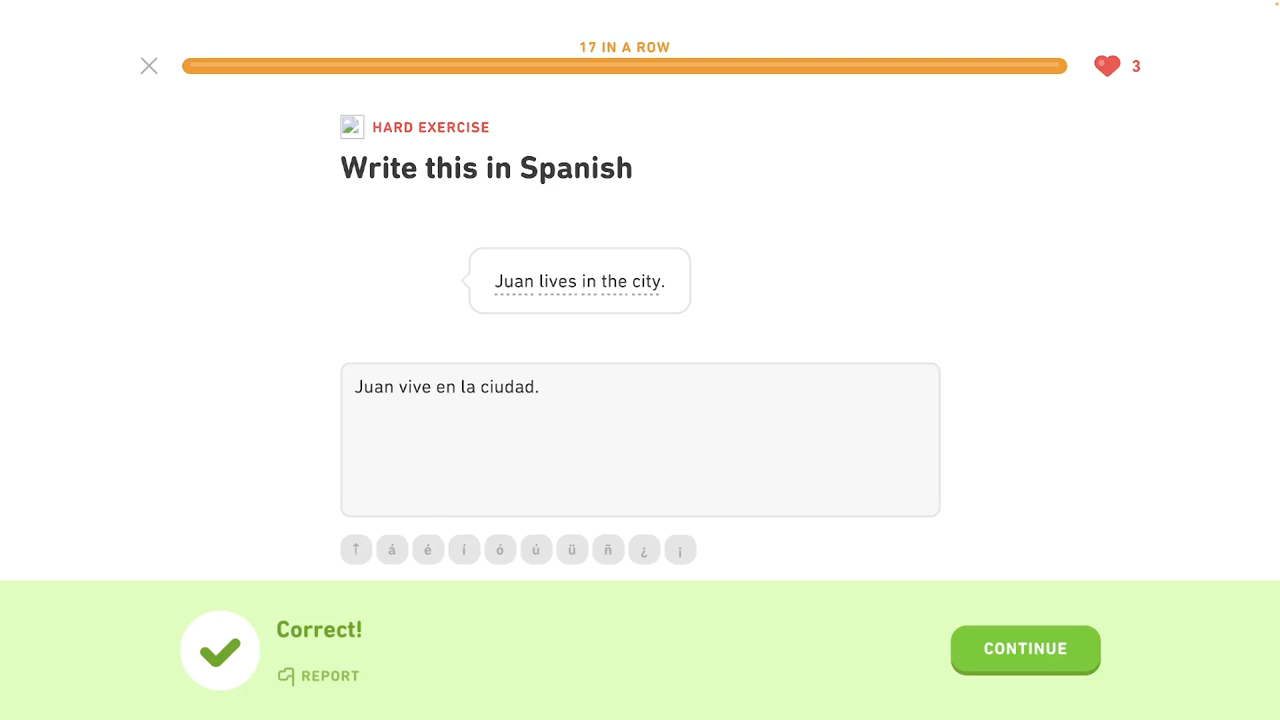 17 IN A ROW
3
HARD EXERCISE
Write this in Spanish
Juan lives in the city.
Juan vive en la ciudad.
↑ á é í ó ú ü ñ ¿ ¡
Correct!
CONTINUE
REPORT